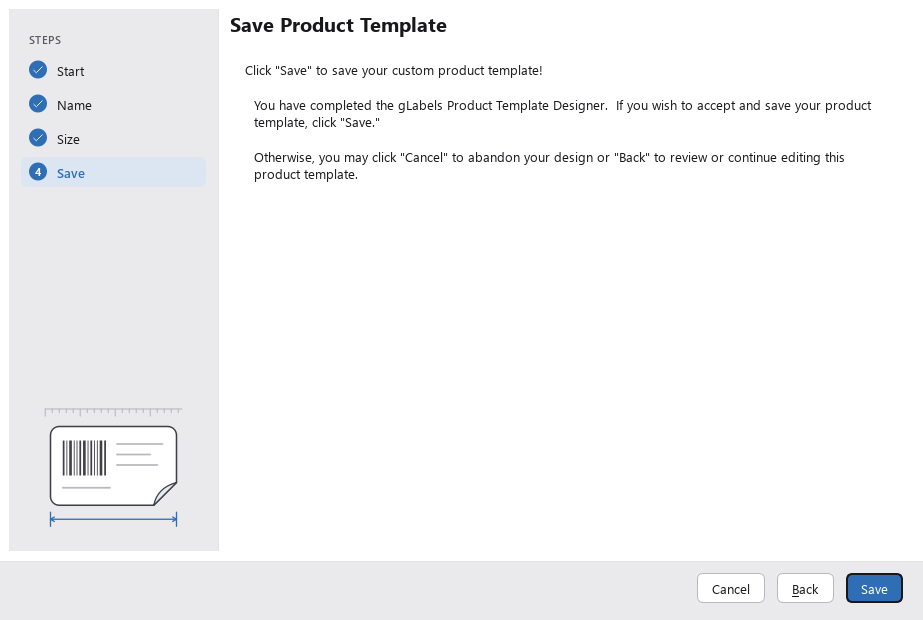 STEPS
Start
Name
Size
4 Save
Save Product Template
Click "Save" to save your custom product template!
You have completed the gLabels Product Template Designer.  If you wish to accept and save your product
template, click "Save."
Otherwise, you may click "Cancel" to abandon your design or "Back" to review or continue editing this
product template.
Cancel
Back
Save